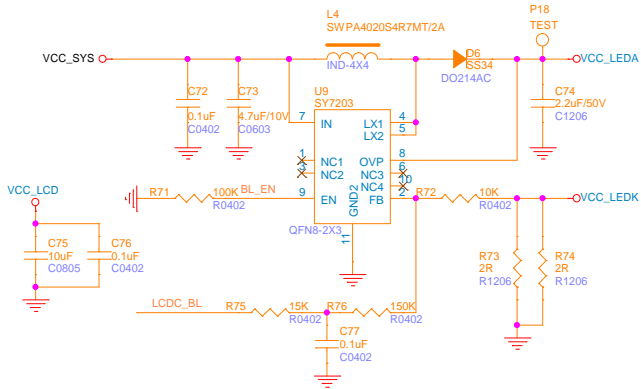 P18
TEST
L4
SWPA4020S4R7MT/2A
VCC_SYS
IND-4X4
D6
SS34
DO214AC
VCC_LEDA
C72
0.1uF
C0402
C73
4.7uF/10V
C0603
U9
SY7203
C74
2.2uF/50V
C1206
7 IN
LX1 4
LX2 5
1 NC1
3 NC2
OVP 8
NC3 6
NC4 10
9 EN
FB 2
GND2
11
QFN8-2X3
VCC_LCD
R71 100K BL_EN
R0402
R72 10K
R0402
VCC_LEDK
C75
10uF
C0805
C76
0.1uF
C0402
R73
2R
R1206
R74
2R
R1206
LCDC_BL
R75 15K
R0402
R76 150K
R0402
C77
0.1uF
C0402